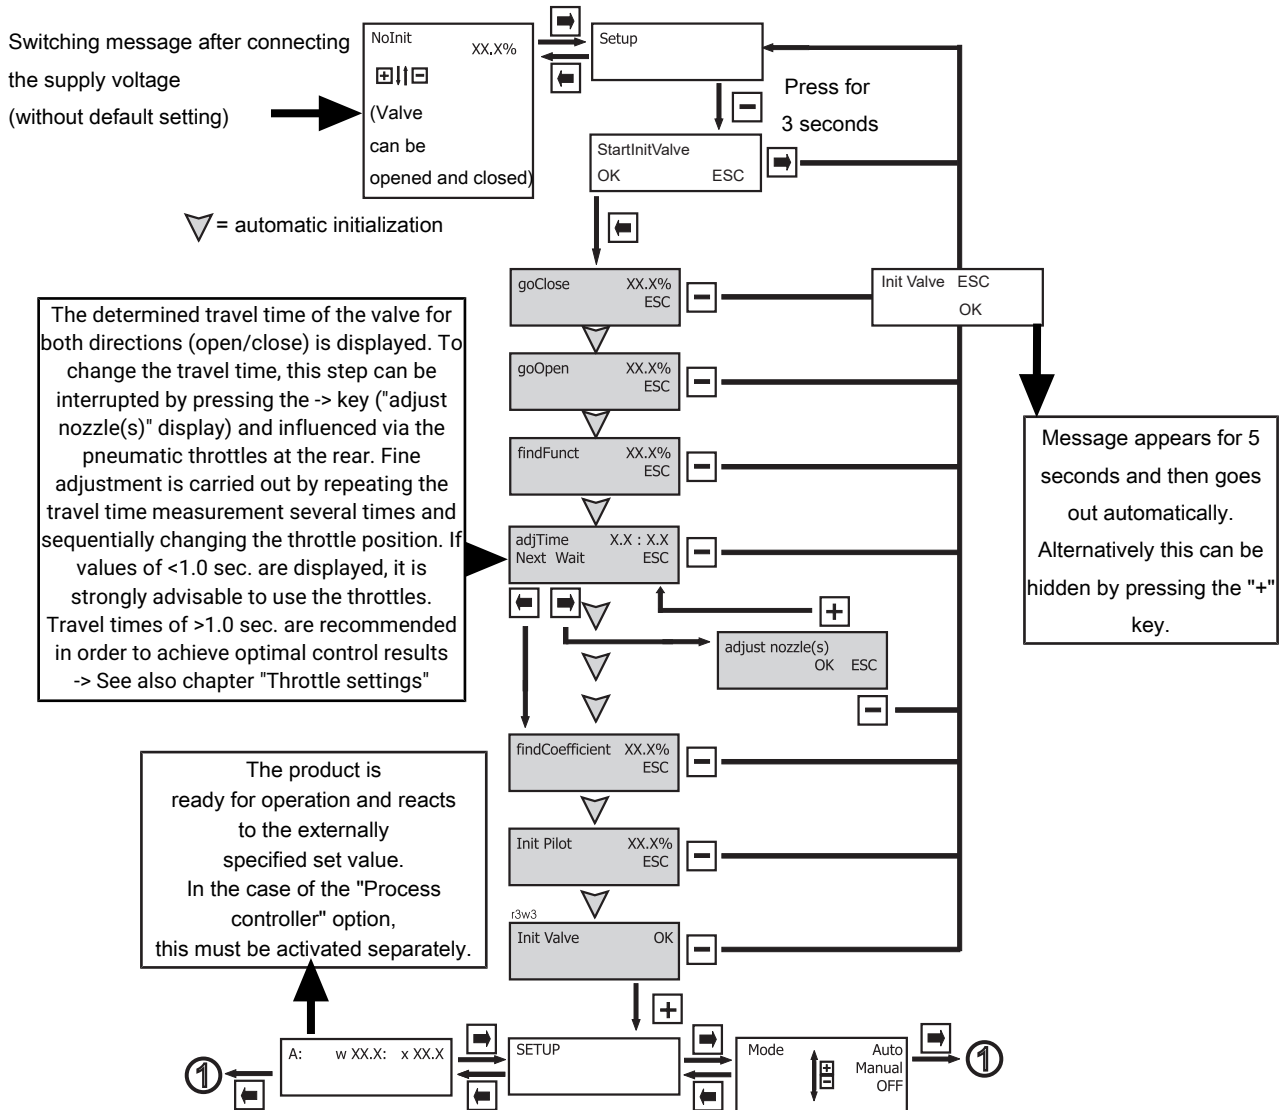 Switching message after connecting
the supply voltage
(without default setting)
NoInit
XX.X%
(Valve
can be
opened and closed)
Setup
Press for
3 seconds
StartInitValve
OK ESC
= automatic initialization
goClose XX.X%
ESC
Init Valve ESC
OK
The determined travel time of the valve for
both directions (open/close) is displayed. To
change the travel time, this step can be
interrupted by pressing the -> key ("adjust
nozzle(s)" display) and influenced via the
pneumatic throttles at the rear. Fine
adjustment is carried out by repeating the
travel time measurement several times and
sequentially changing the throttle position. If
values of <1.0 sec. are displayed, it is
strongly advisable to use the throttles.
Travel times of >1.0 sec. are recommended
in order to achieve optimal control results
-> See also chapter "Throttle settings"
goOpen XX.X%
ESC
findFunct XX.X%
ESC
adjTime X.X : X.X
Next Wait ESC
Message appears for 5
seconds and then goes
out automatically.
Alternatively this can be
hidden by pressing the "+"
key.
adjust nozzle(s)
OK ESC
findCoefficient XX.X%
ESC
The product is
ready for operation and reacts
to the externally
specified set value.
In the case of the "Process
controller" option,
this must be activated separately.
Init Pilot XX.X%
ESC
r3w3
Init Valve OK
1
A: w XX.X: x XX.X
SETUP
Mode
Auto
Manual
OFF
1